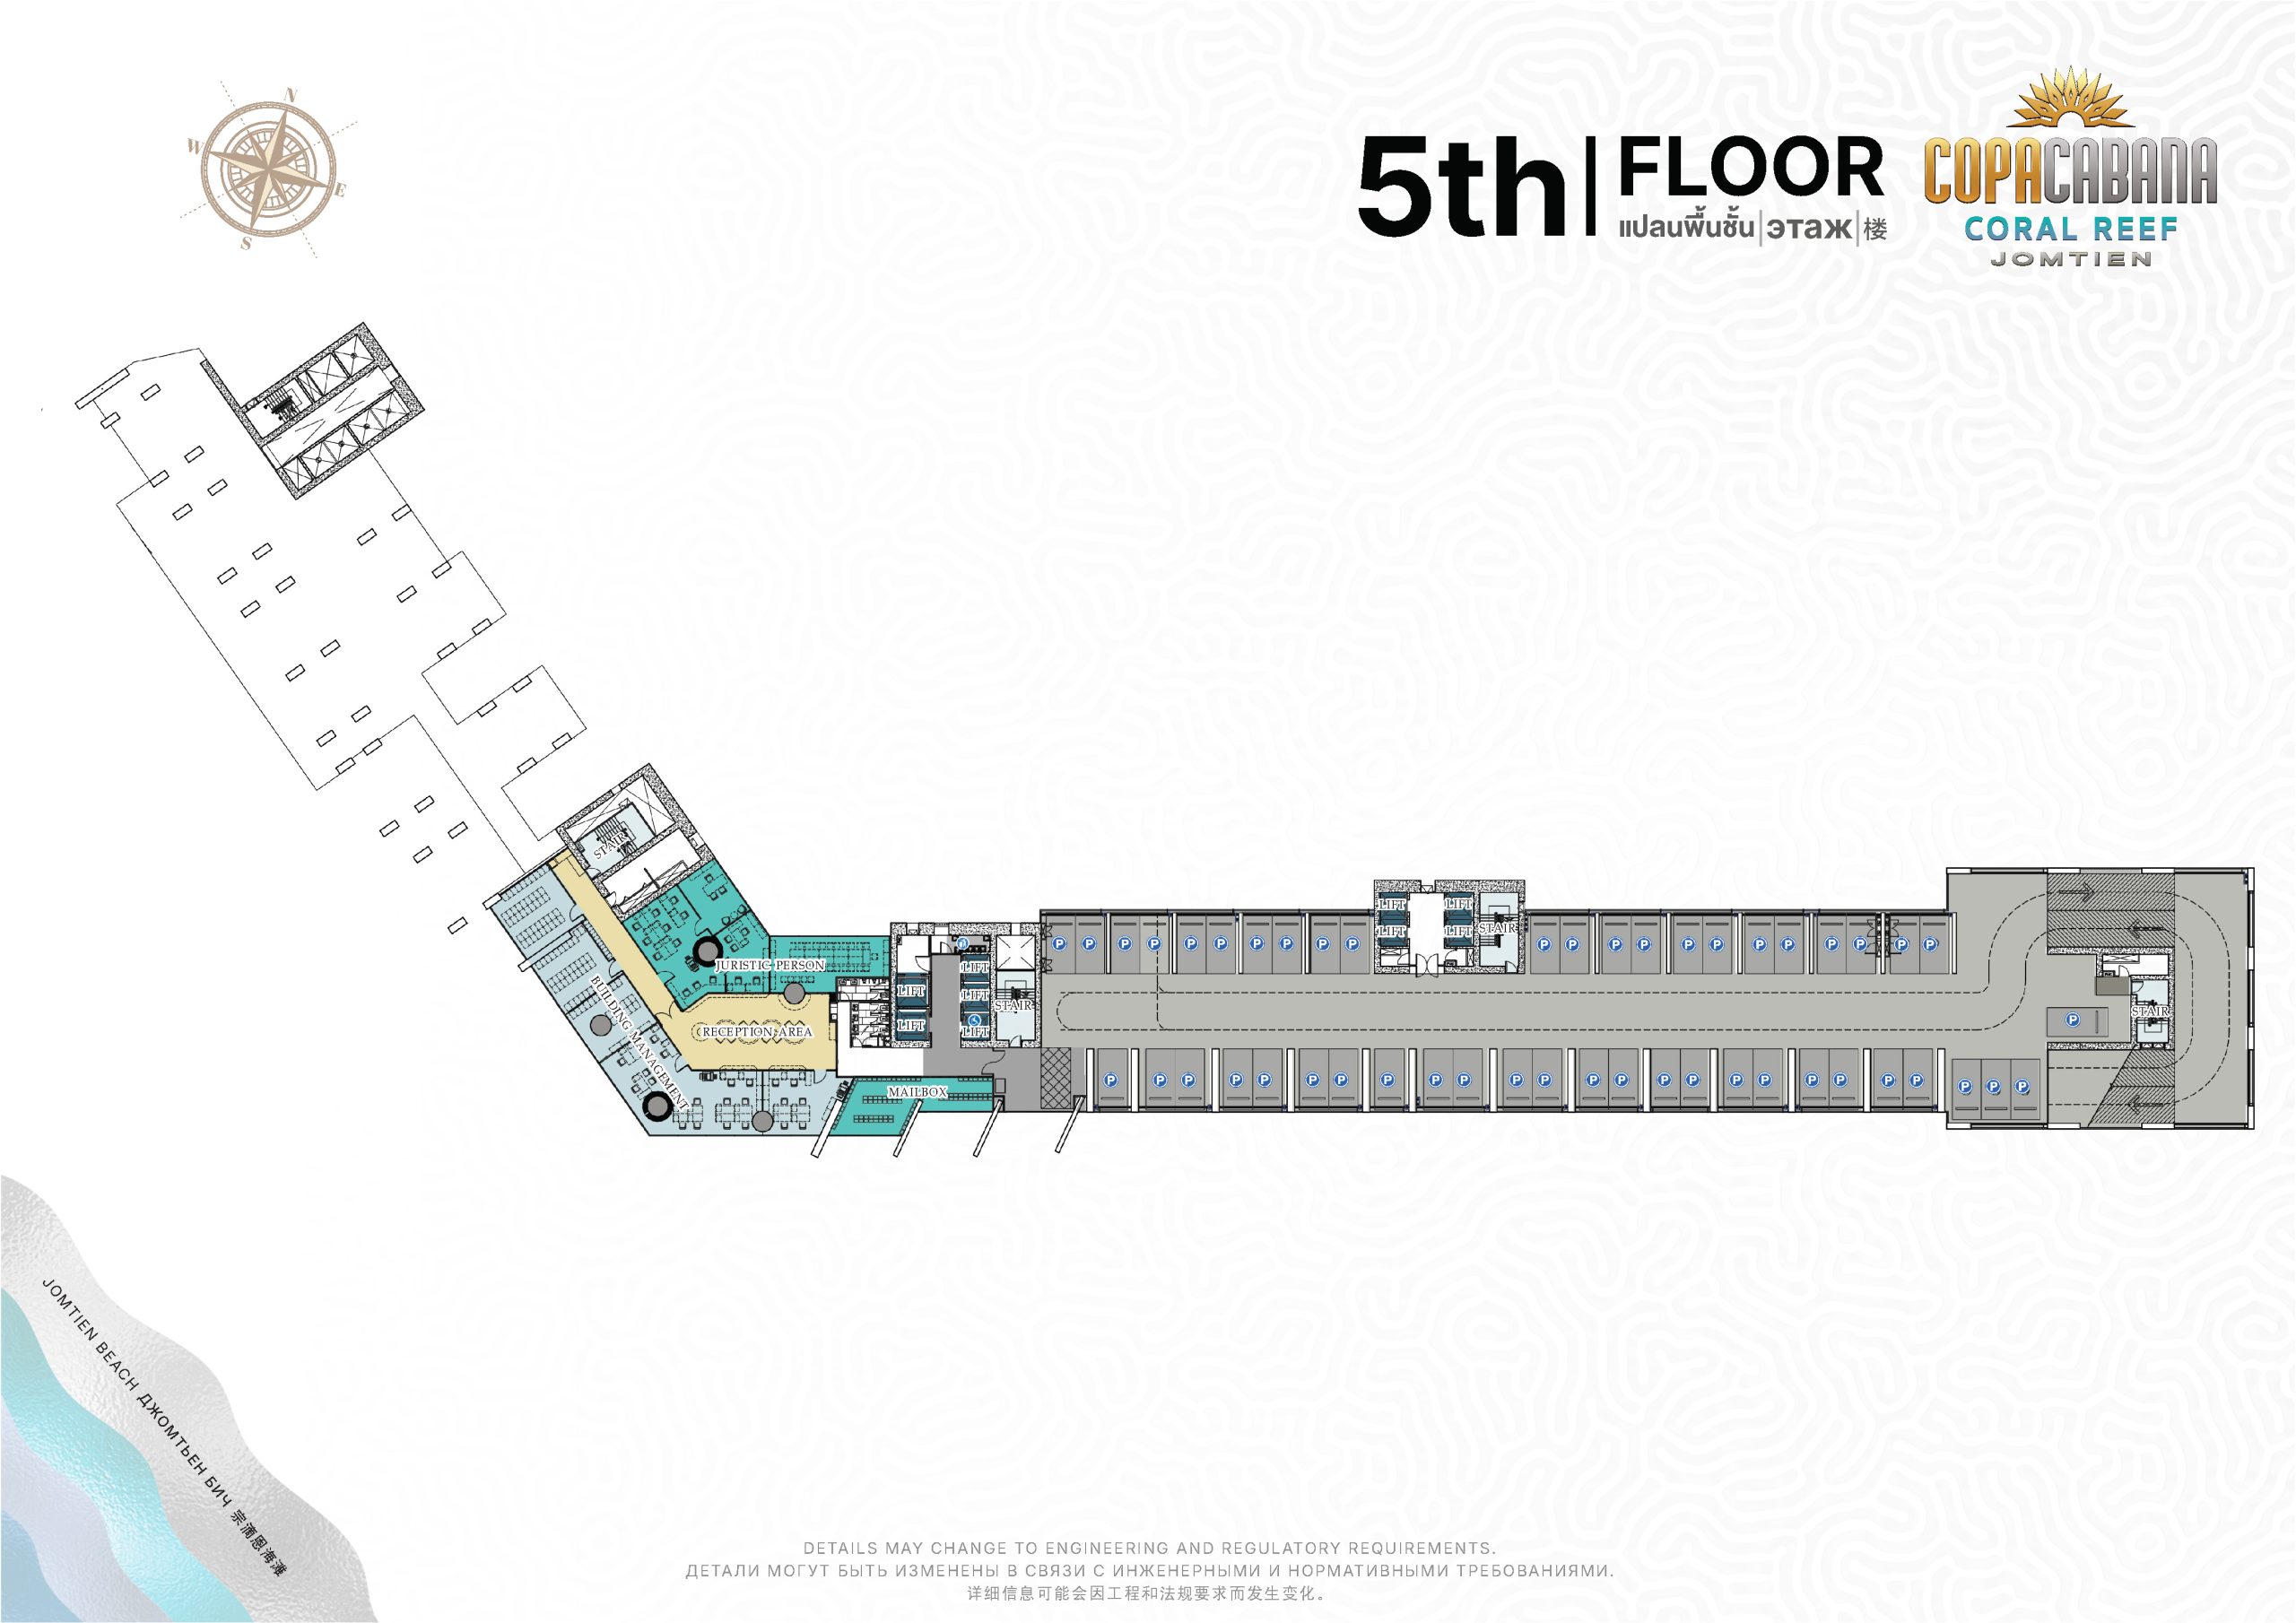 N
W
E
S
5th
FLOOR
แปลนพื้นชั้น|этаж|楼
COPACABANA
CORAL REEF
JOMTIEN
STAIR
JURISTIC PERSON
BUILDING MANAGEMENT
RECEPTION AREA
MAILBOX
LIFT
LIFT
LIFT
LIFT
LIFT
STAIR
LIFT
LIFT
LIFT
LIFT
STAIR
STAIR
P P P P P P P P P P
P P P P P P P P P P P P
P
P P P P P P P P P P P P P P P P P P P P P P
P P P
JOMTIEN BEACH ДЖОМТЬЕН БИЧ 宗滴恩海滩
DETAILS MAY CHANGE TO ENGINEERING AND REGULATORY REQUIREMENTS.
ДЕТАЛИ МОГУТ БЫТЬ ИЗМЕНЕНЫ В СВЯЗИ С ИНЖЕНЕРНЫМИ И НОРМАТИВНЫМИ ТРЕБОВАНИЯМИ.
详细信息可能会因工程和法规要求而发生变化。